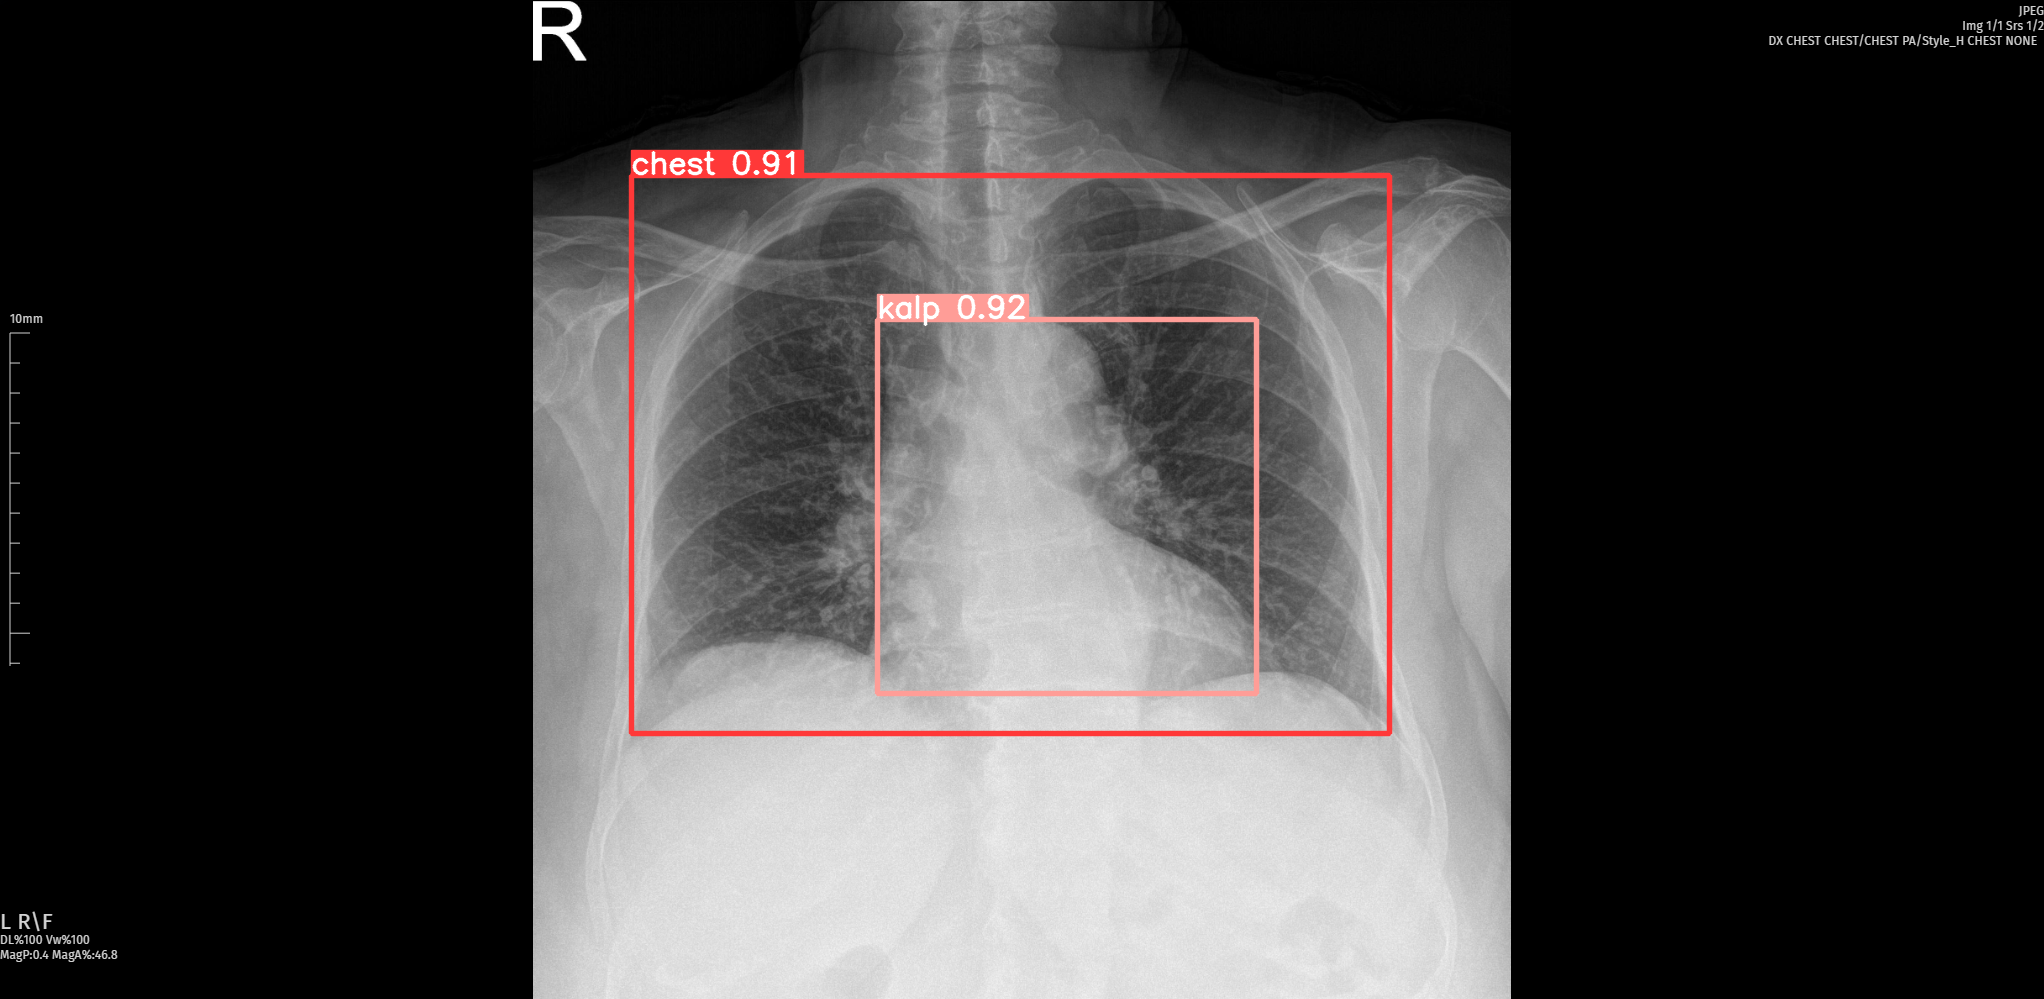 R
JPEG
Img 1/1 Srs 1/2
DX CHEST CHEST/CHEST PA/Style_H CHEST NONE
chest 0.91
kalp 0.92
10mm
L R\F
DL%100 Vw%100
MagP:0.4 MagA%:46.8